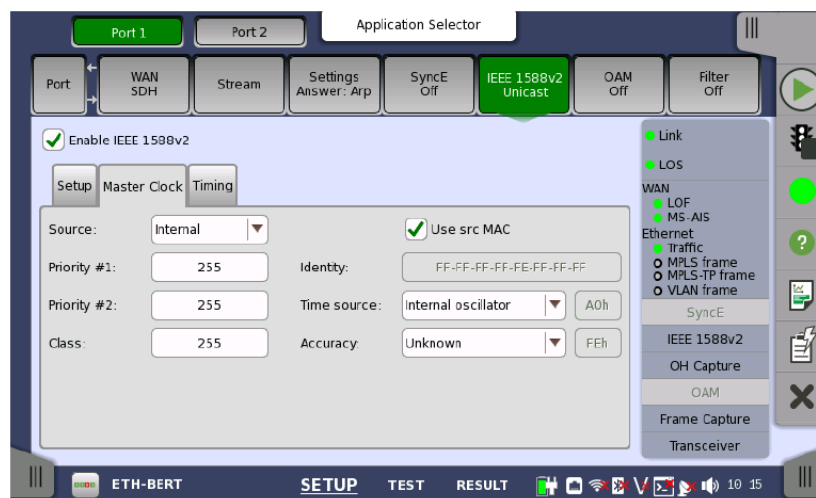 Port 1
Port 2
Application Selector
Port
WAN
SDH
Stream
Settings
Answer: Arp
SyncE
Off
IEEE 1588v2
Unicast
OAM
Off
Filter
Off
Enable IEEE 1588v2
Setup
Master Clock
Timing
Source:
Internal
Use src MAC
Priority #1:
255
Identity:
FF-FF-FF-FF-FE-FF-FF-FF
Priority #2:
255
Time source:
Internal oscillator
A0h
Class:
255
Accuracy:
Unknown
FEh
Link
LOS
WAN
LOF
MS-AIS
Ethernet
Traffic
MPLS frame
MPLS-TP frame
VLAN frame
SyncE
IEEE 1588v2
OH Capture
OAM
Frame Capture
Transceiver
ETH-BERT
SETUP
TEST
RESULT
10 15